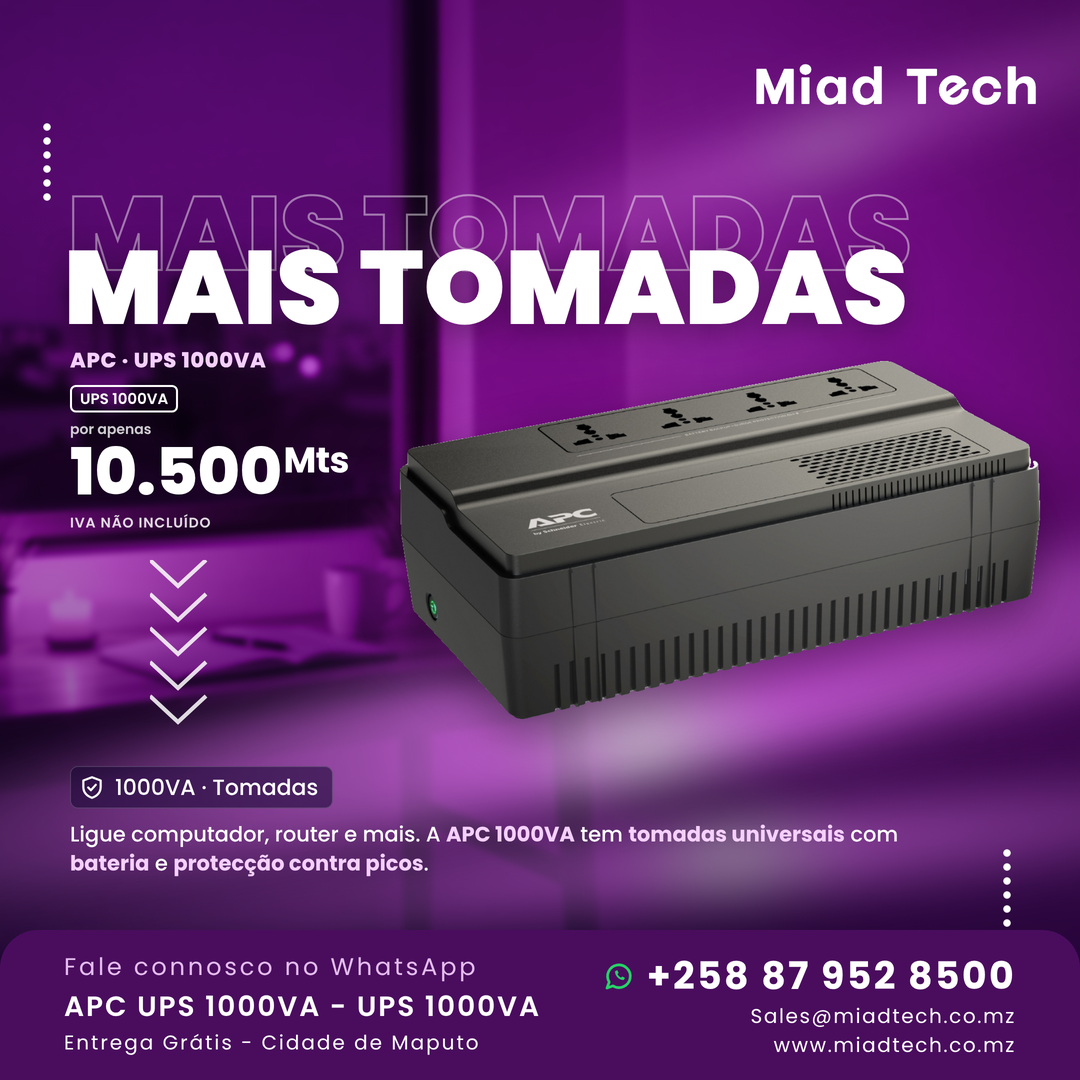 Miad Tech
MAIS TOMADAS
MAIS TOMADAS
APC · UPS 1000VA
UPS 1000VA
por apenas
10.500Mts
IVA NÃO INCLUÍDO
APC
by Schneider Electric
1000VA · Tomadas
Ligue computador, router e mais. A APC 1000VA tem tomadas universais com
bateria e protecção contra picos.
Fale connosco no WhatsApp
APC UPS 1000VA – UPS 1000VA
Entrega Grátis – Cidade de Maputo
+258 87 952 8500
Sales@miadtech.co.mz
www.miadtech.co.mz